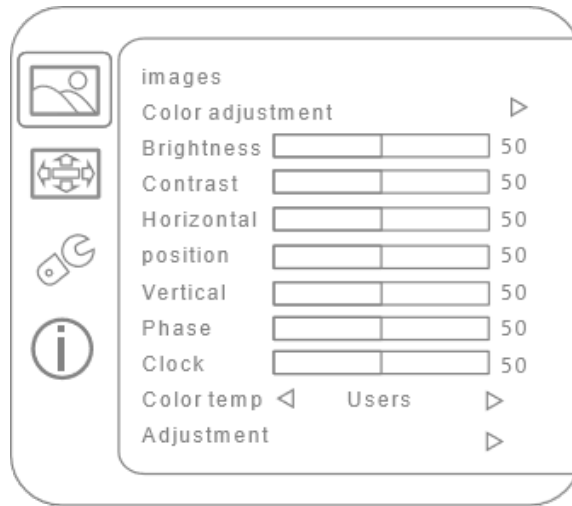 images
Color adjustment
Brightness 50
Contrast 50
Horizontal 50
position 50
Vertical 50
Phase 50
Clock 50
Color temp Users
Adjustment